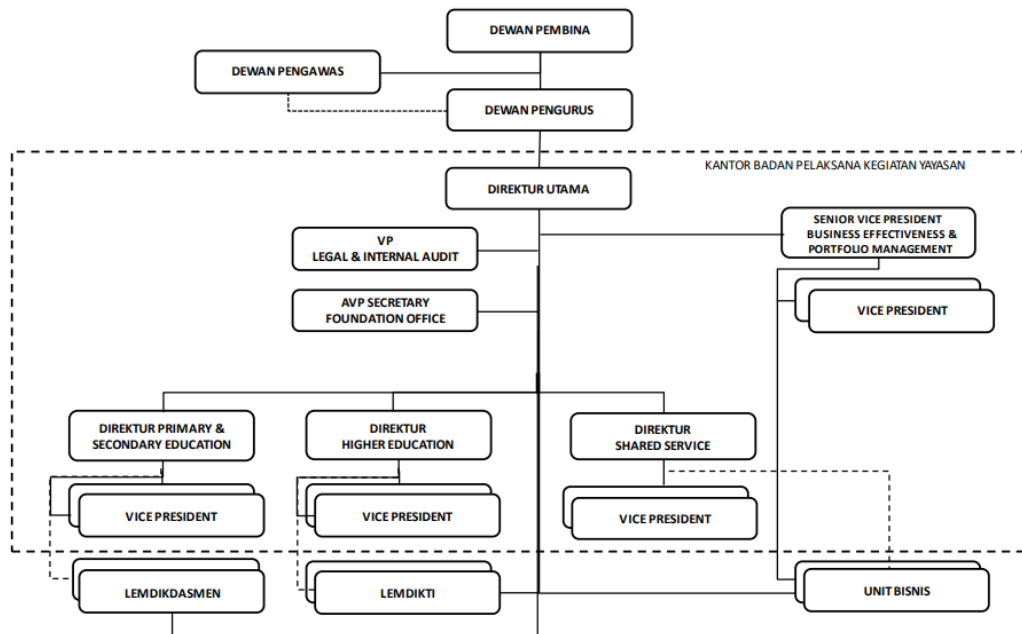 DEWAN PEMBINA
DEWAN PENGAWAS
DEWAN PENGURUS
KANTOR BADAN PELAKSANA KEGIATAN YAYASAN
DIREKTUR UTAMA
SENIOR VICE PRESIDENT
BUSINESS EFFECTIVENESS &
PORTFOLIO MANAGEMENT
VP
LEGAL & INTERNAL AUDIT
AVP SECRETARY
FOUNDATION OFFICE
VICE PRESIDENT
DIREKTUR PRIMARY &
SECONDARY EDUCATION
DIREKTUR
HIGHER EDUCATION
DIREKTUR
SHARED SERVICE
VICE PRESIDENT
VICE PRESIDENT
VICE PRESIDENT
LEMDIKDASMEN
LEMDIKTI
UNIT BISNIS